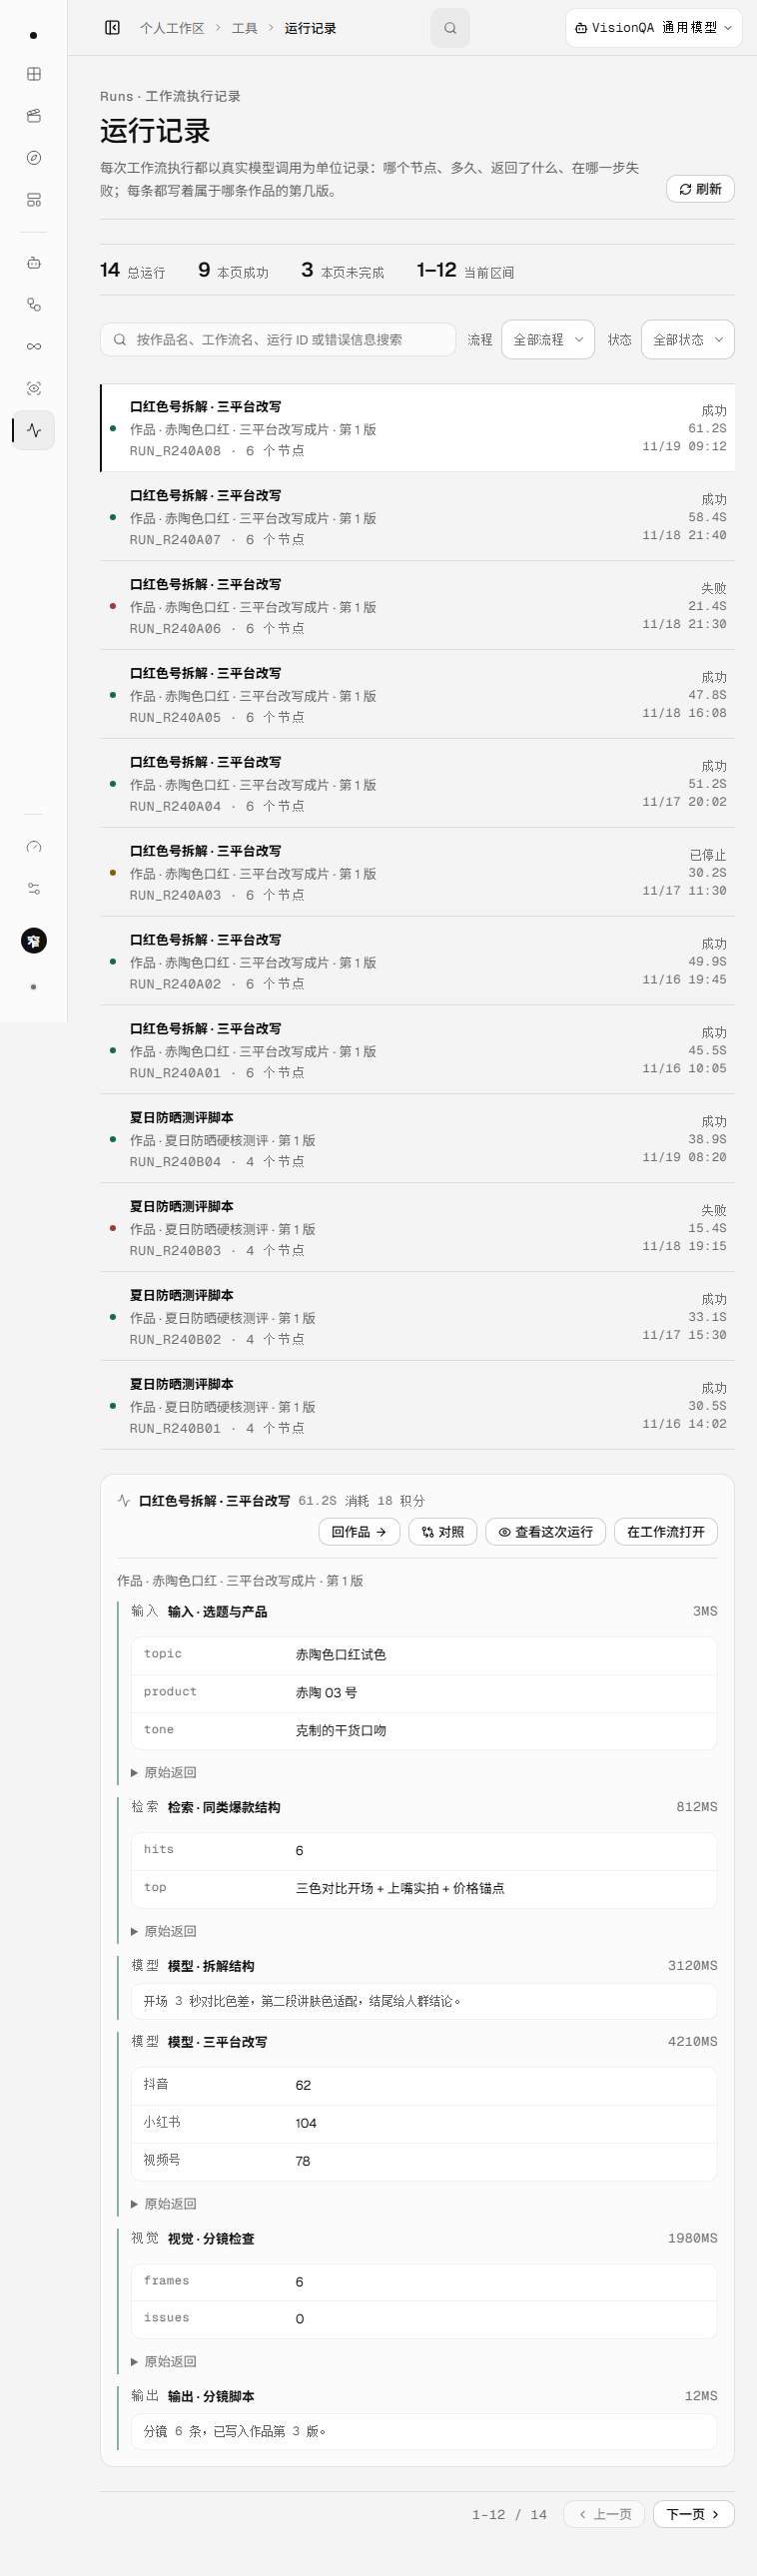 个人工作区 › 工具 › 运行记录
VisionQA 通用模型
Runs · 工作流执行记录
运行记录
每次工作流执行都以真实模型调用为单位记录：哪个节点、多久、返回了什么、在哪一步失
败；每条都写着属于哪条作品的第几版。
刷新
14 总运行 9 本页成功 3 本页未完成 1–12 当前区间
按作品名、工作流名、运行 ID 或错误信息搜索 流程 全部流程 状态 全部状态
口红色号拆解 · 三平台改写
作品 · 赤陶色口红 · 三平台改写成片 · 第 1 版
RUN_R240A08 · 6 个节点
成功
61.2S
11/19 09:12
口红色号拆解 · 三平台改写
作品 · 赤陶色口红 · 三平台改写成片 · 第 1 版
RUN_R240A07 · 6 个节点
成功
58.4S
11/18 21:40
口红色号拆解 · 三平台改写
作品 · 赤陶色口红 · 三平台改写成片 · 第 1 版
RUN_R240A06 · 6 个节点
失败
21.4S
11/18 21:30
口红色号拆解 · 三平台改写
作品 · 赤陶色口红 · 三平台改写成片 · 第 1 版
RUN_R240A05 · 6 个节点
成功
47.8S
11/18 16:08
口红色号拆解 · 三平台改写
作品 · 赤陶色口红 · 三平台改写成片 · 第 1 版
RUN_R240A04 · 6 个节点
成功
51.2S
11/17 20:02
口红色号拆解 · 三平台改写
作品 · 赤陶色口红 · 三平台改写成片 · 第 1 版
RUN_R240A03 · 6 个节点
已停止
30.2S
11/17 11:30
口红色号拆解 · 三平台改写
作品 · 赤陶色口红 · 三平台改写成片 · 第 1 版
RUN_R240A02 · 6 个节点
成功
49.9S
11/16 19:45
口红色号拆解 · 三平台改写
作品 · 赤陶色口红 · 三平台改写成片 · 第 1 版
RUN_R240A01 · 6 个节点
成功
45.5S
11/16 10:05
夏日防晒测评脚本
作品 · 夏日防晒硬核测评 · 第 1 版
RUN_R240B04 · 4 个节点
成功
38.9S
11/19 08:20
夏日防晒测评脚本
作品 · 夏日防晒硬核测评 · 第 1 版
RUN_R240B03 · 4 个节点
失败
15.4S
11/18 19:15
夏日防晒测评脚本
作品 · 夏日防晒硬核测评 · 第 1 版
RUN_R240B02 · 4 个节点
成功
33.1S
11/17 15:30
夏日防晒测评脚本
作品 · 夏日防晒硬核测评 · 第 1 版
RUN_R240B01 · 4 个节点
成功
30.5S
11/16 14:02
窄
口红色号拆解 · 三平台改写 61.2S 消耗 18 积分
回作品 → 对照 查看这次运行 在工作流打开
作品 · 赤陶色口红 · 三平台改写成片 · 第 1 版
输入 输入 · 选题与产品 3MS
topic 赤陶色口红试色
product 赤陶 03 号
tone 克制的干货口吻
▶ 原始返回
检索 检索 · 同类爆款结构 812MS
hits 6
top 三色对比开场 + 上嘴实拍 + 价格锚点
▶ 原始返回
模型 模型 · 拆解结构 3120MS
开场 3 秒对比色差，第二段讲肤色适配，结尾给人群结论。
模型 模型 · 三平台改写 4210MS
抖音 62
小红书 104
视频号 78
▶ 原始返回
视觉 视觉 · 分镜检查 1980MS
frames 6
issues 0
▶ 原始返回
输出 输出 · 分镜脚本 12MS
分镜 6 条，已写入作品第 3 版。
1–12 / 14 ‹ 上一页 下一页 ›